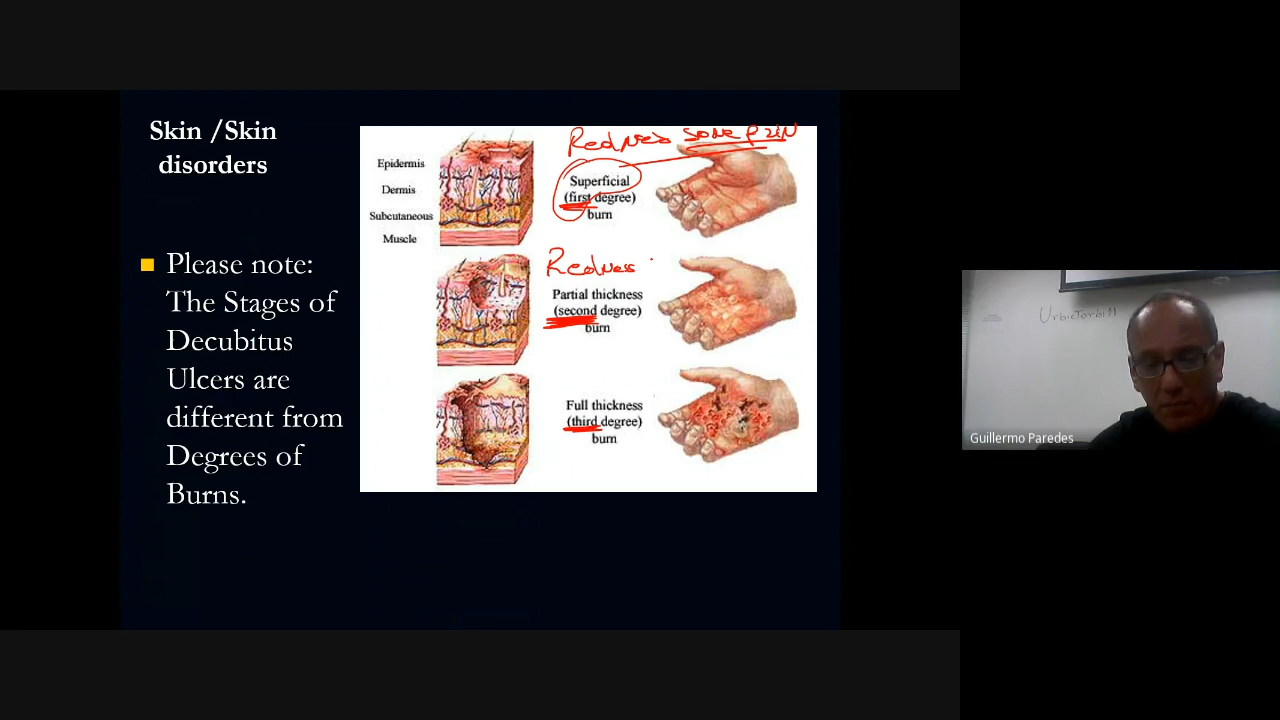 Skin /Skin
disorders
Please note:
The Stages of
Decubitus
Ulcers are
different from
Degrees of
Burns.
Epidermis
Dermis
Subcutaneous
Muscle
Redness some pain
Superficial
(first degree)
burn
Redness
Partial thickness
(second degree)
burn
Full thickness
(third degree)
burn
Guillermo Paredes